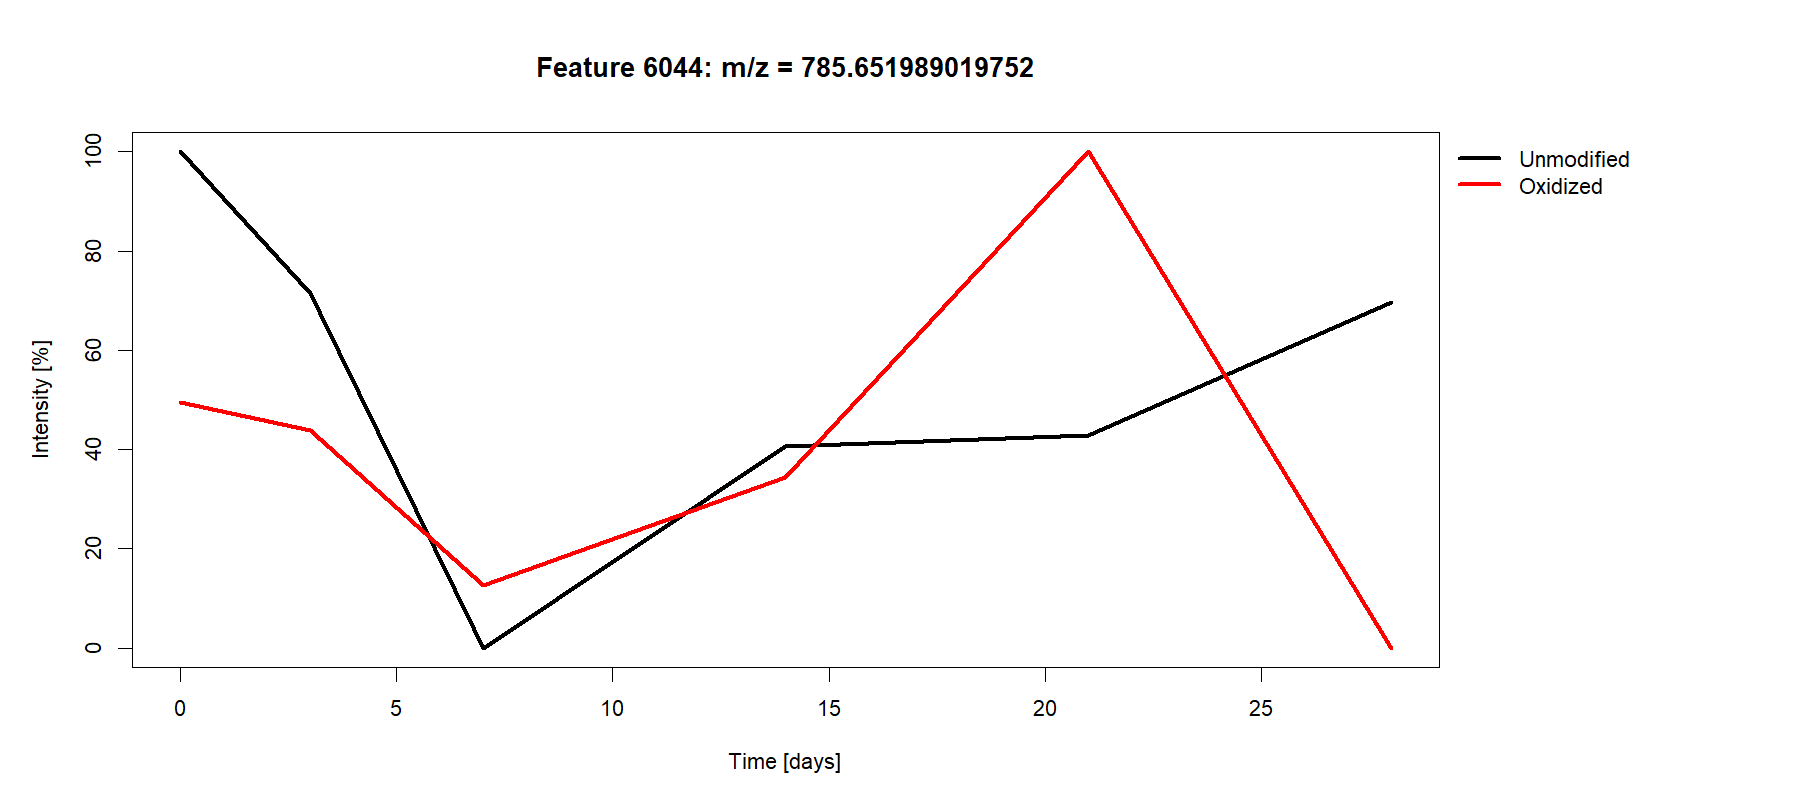 Feature 6044: m/z = 785.651989019752
Unmodified
Oxidized
Intensity [%]
100
80
60
40
20
0
0 5 10 15 20 25
Time [days]